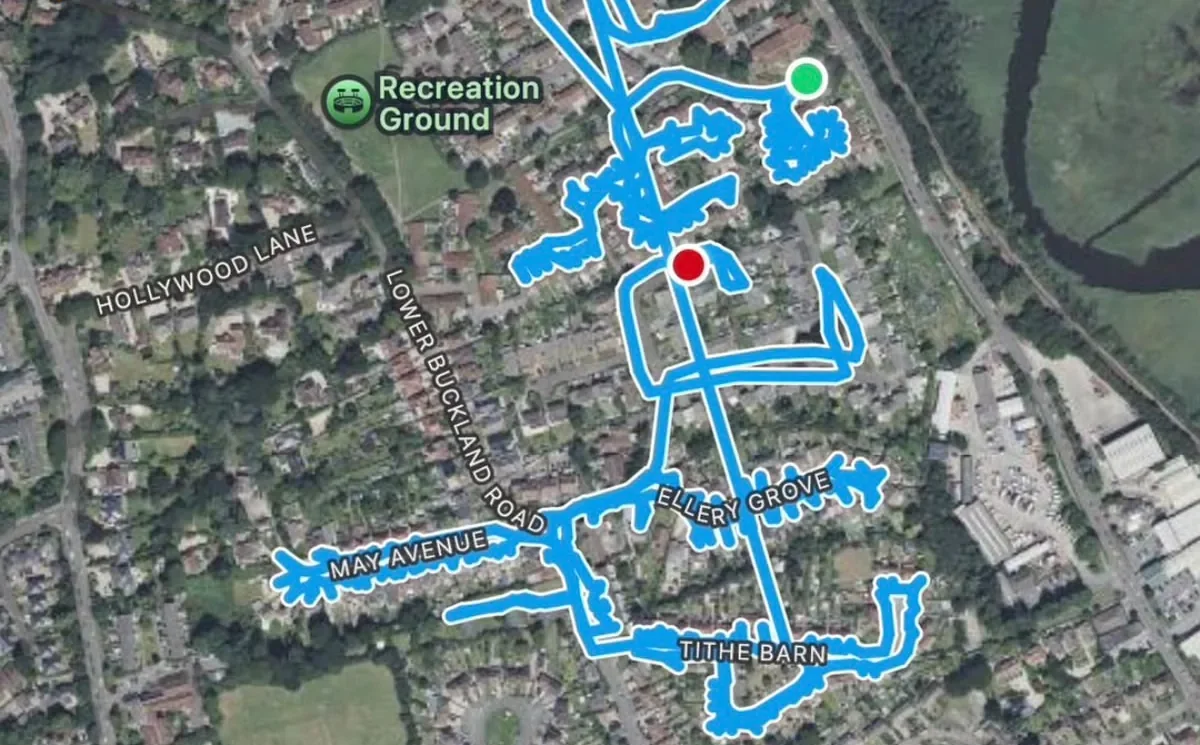 Recreation
Ground
HOLLYWOOD LANE
LOWER BUCKLAND ROAD
ELLERY GROVE
MAY AVENUE
TITHE BARN